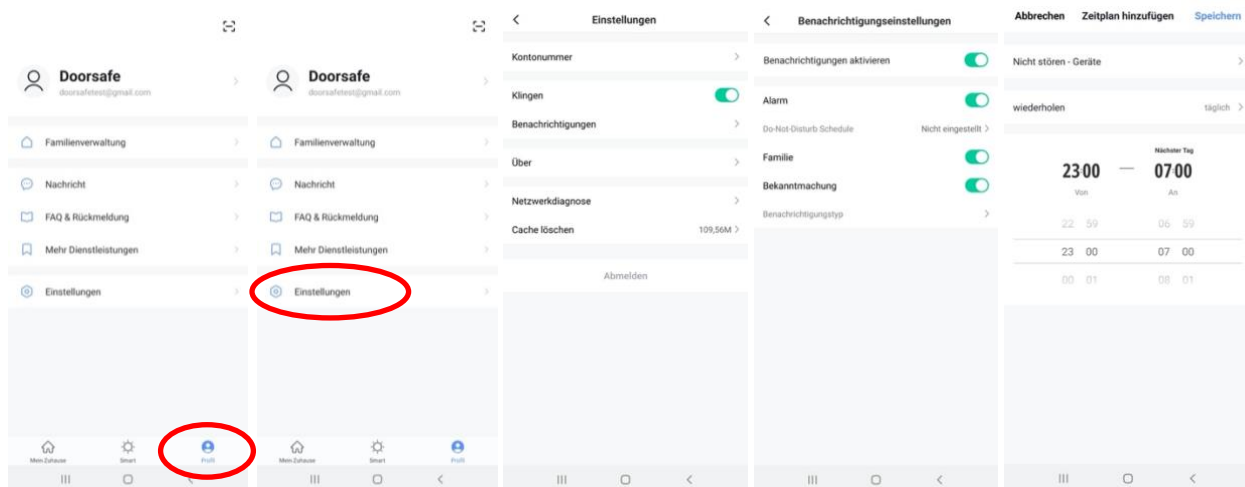 Doorsafe
doorsafetest@gmail.com
Familienverwaltung
Nachricht
FAQ & Rückmeldung
Mehr Dienstleistungen
Einstellungen
Mein Zuhause
Smart
Profil
Doorsafe
doorsafetest@gmail.com
Familienverwaltung
Nachricht
FAQ & Rückmeldung
Mehr Dienstleistungen
Einstellungen
Mein Zuhause
Smart
Profil
Einstellungen
Kontonummer
Klingen
Benachrichtigungen
Über
Netzwerkdiagnose
Cache löschen 109,56M
Abmelden
Benachrichtigungseinstellungen
Benachrichtigungen aktivieren
Alarm
Do-Not-Disturb Schedule Nicht eingestellt
Familie
Bekanntmachung
Benachrichtigungstyp
Abbrechen Zeitplan hinzufügen Speichern
Nicht stören - Geräte
wiederholen täglich
Nächster Tag
23:00 — 07:00
Von An
22 59 06 59
23 00 07 00
00 01 08 01